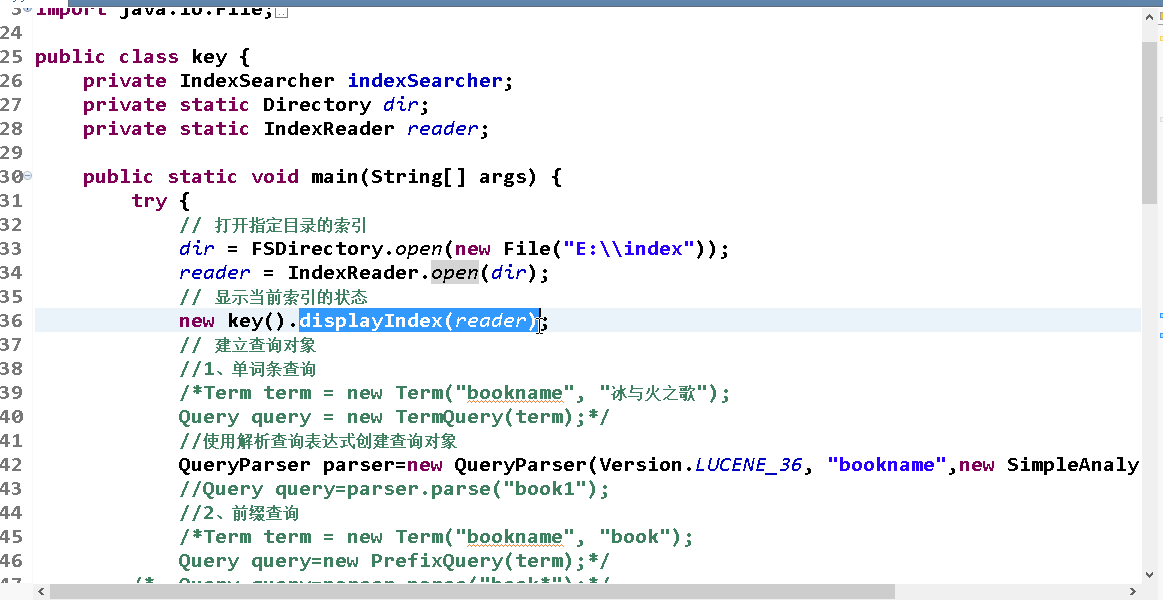 3 import java.io.File;
24
25 public class key {
26 private IndexSearcher indexSearcher;
27 private static Directory dir;
28 private static IndexReader reader;
29
30 public static void main(String[] args) {
31 try {
32 // 打开指定目录的索引
33 dir = FSDirectory.open(new File("E:\\index"));
34 reader = IndexReader.open(dir);
35 // 显示当前索引的状态
36 new key().displayIndex(reader);
37 // 建立查询对象
38 //1、单词条查询
39 /*Term term = new Term("bookname", "冰与火之歌");
40 Query query = new TermQuery(term);*/
41 //使用解析查询表达式创建查询对象
42 QueryParser parser=new QueryParser(Version.LUCENE_36, "bookname",new SimpleAnaly
43 //Query query=parser.parse("book1");
44 //2、前缀查询
45 /*Term term = new Term("bookname", "book");
46 Query query=new PrefixQuery(term);*/
47 /* Query query=parser.parse("book*");*/